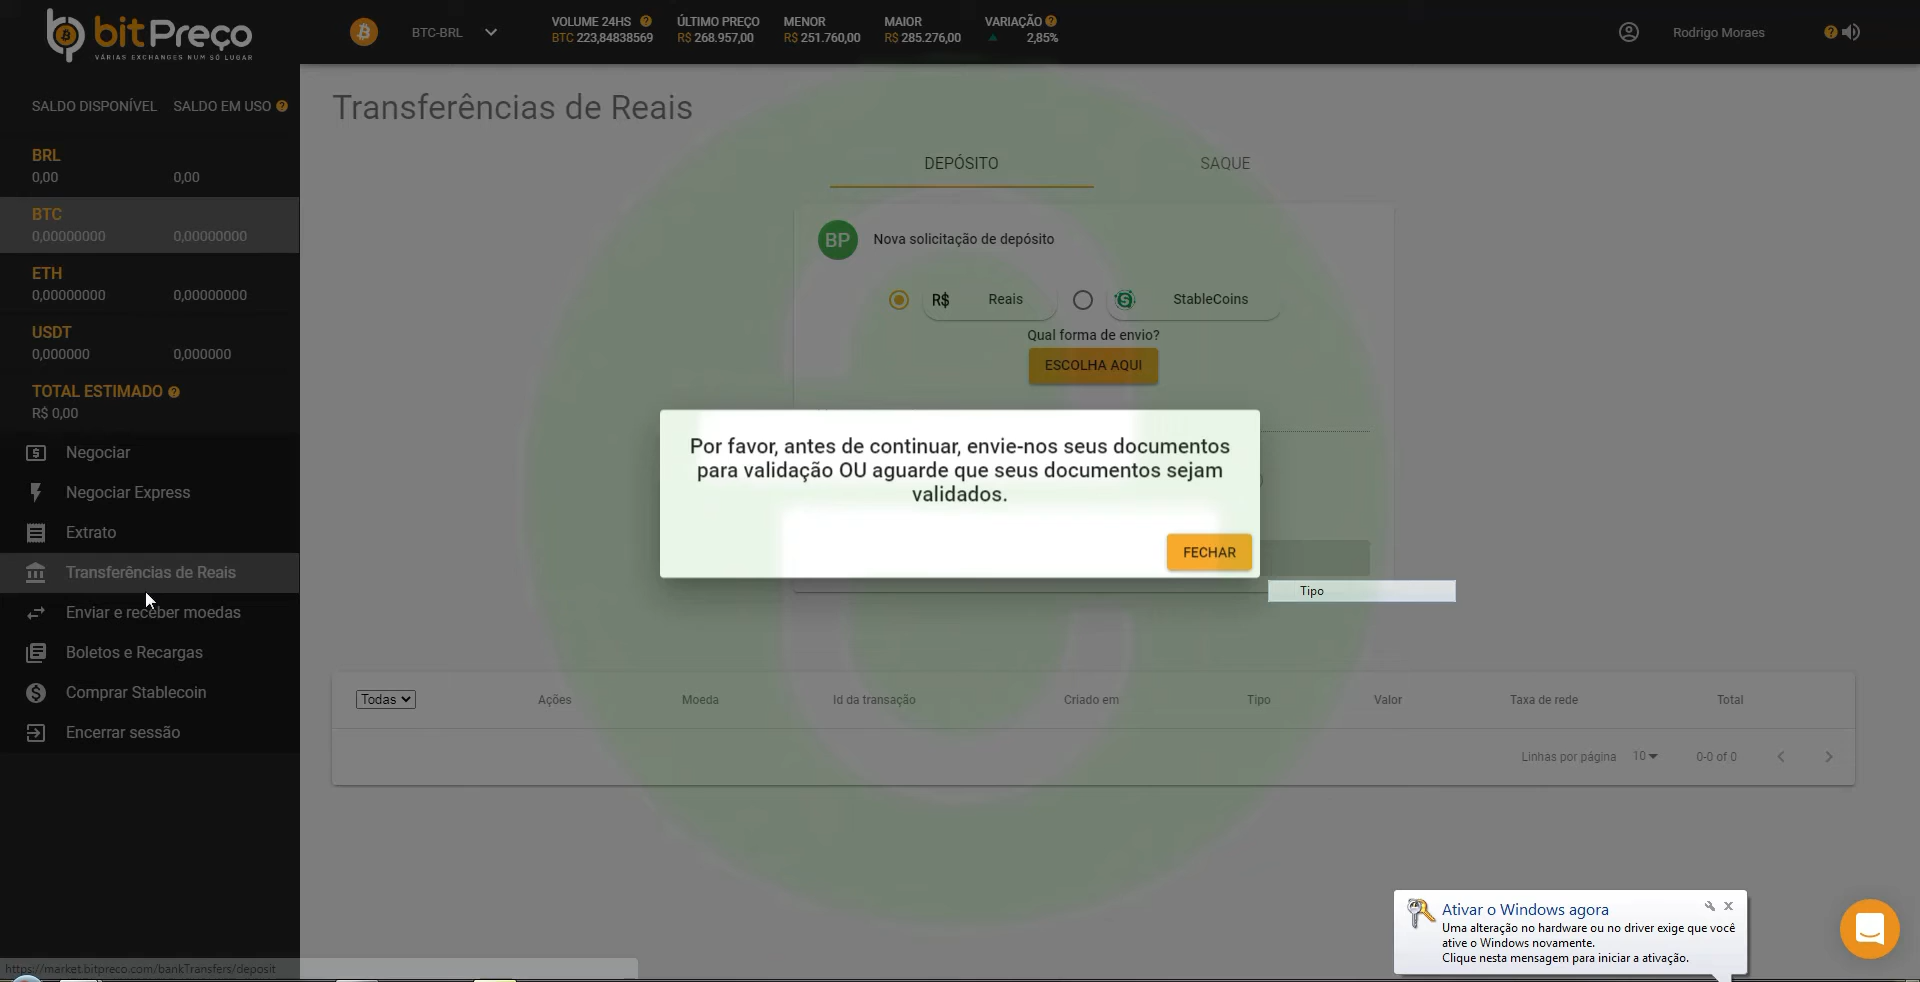 bitPreço
VÁRIAS EXCHANGES NUM SÓ LUGAR
BTC-BRL
VOLUME 24HS ?
BTC 223,84838569
ÚLTIMO PREÇO
R$ 268.957,00
MENOR
R$ 251.760,00
MAIOR
R$ 285.276,00
VARIAÇÃO ?
2,85%
Rodrigo Moraes
?
SALDO DISPONÍVEL SALDO EM USO ?
BRL
0,00 0,00
BTC
0,00000000 0,00000000
ETH
0,00000000 0,00000000
USDT
0,000000 0,000000
TOTAL ESTIMADO ?
R$ 0,00
Negociar
Negociar Express
Extrato
Transferências de Reais
Enviar e receber moedas
Boletos e Recargas
Comprar Stablecoin
Encerrar sessão
Transferências de Reais
DEPÓSITO SAQUE
BP Nova solicitação de depósito
R$ Reais StableCoins
Qual forma de envio?
ESCOLHA AQUI
Por favor, antes de continuar, envie-nos seus documentos
para validação OU aguarde que seus documentos sejam
validados.
FECHAR
Tipo
Todas Ações Moeda Id da transação Criado em Tipo Valor Taxa de rede Total
Linhas por página 10 0-0 of 0
Ativar o Windows agora
Uma alteração no hardware ou no driver exige que você
ative o Windows novamente.
Clique nesta mensagem para iniciar a ativação.
https://market.bitpreco.com/bankTransfers/deposit